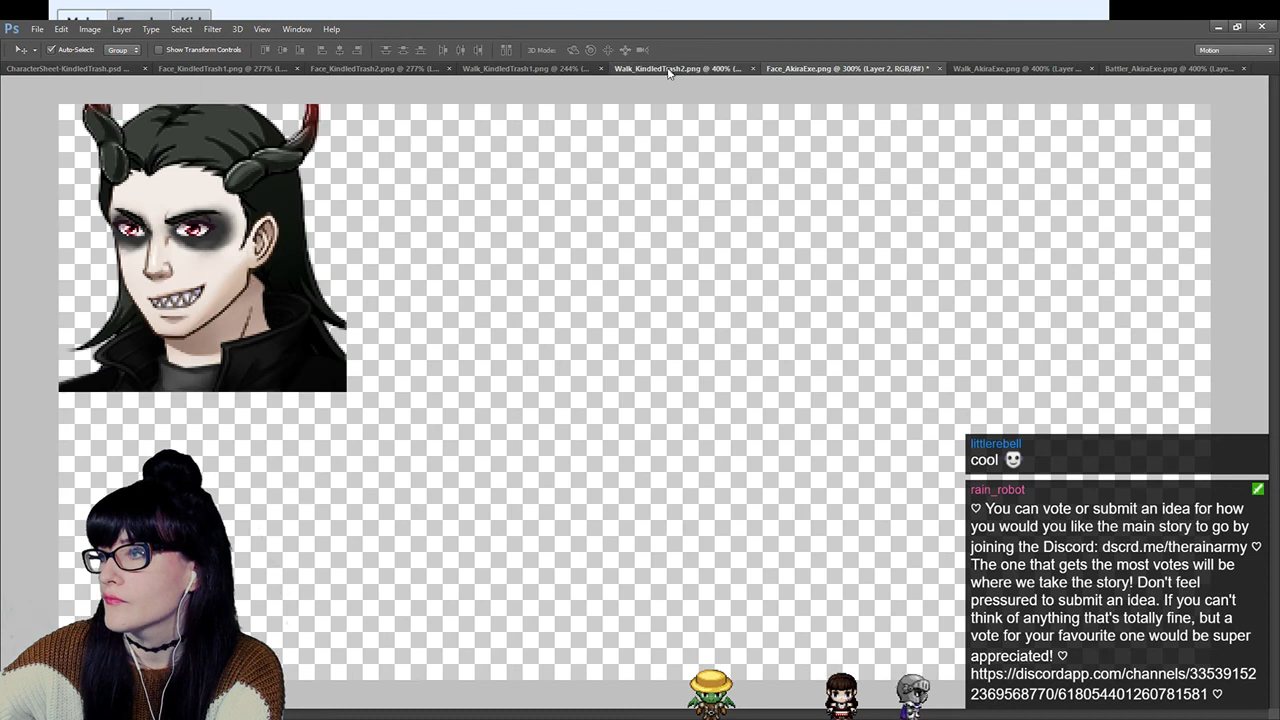 Ps File Edit Image Layer Type Select Filter 3D View Window Help
Auto-Select: Group Show Transform Controls 3D Mode: Motion
CharacterSheet-KindledTrash.psd ... × Face_KindledTrash1.png @ 277% (L... × Face_KindledTrash2.png @ 277% (L... × Walk_KindledTrash1.png @ 244% (... × Walk_KindledTrash2.png @ 400% (... × Face_AkiraExe.png @ 300% (Layer 2, RGB/8#) * × Walk_AkiraExe.png @ 400% (Layer ... × Battler_AkiraExe.png @ 400% (Laye... ×
littlerebell
cool
rain_robot
♡ You can vote or submit an idea for how
you would you like the main story to go by
joining the Discord: dscrd.me/therainarmy ♡
The one that gets the most votes will be
where we take the story! Don't feel
pressured to submit an idea. If you can't
think of anything that's totally fine, but a
vote for your favourite one would be super
appreciated! ♡
https://discordapp.com/channels/33539152
2369568770/618054401260781581 ♡